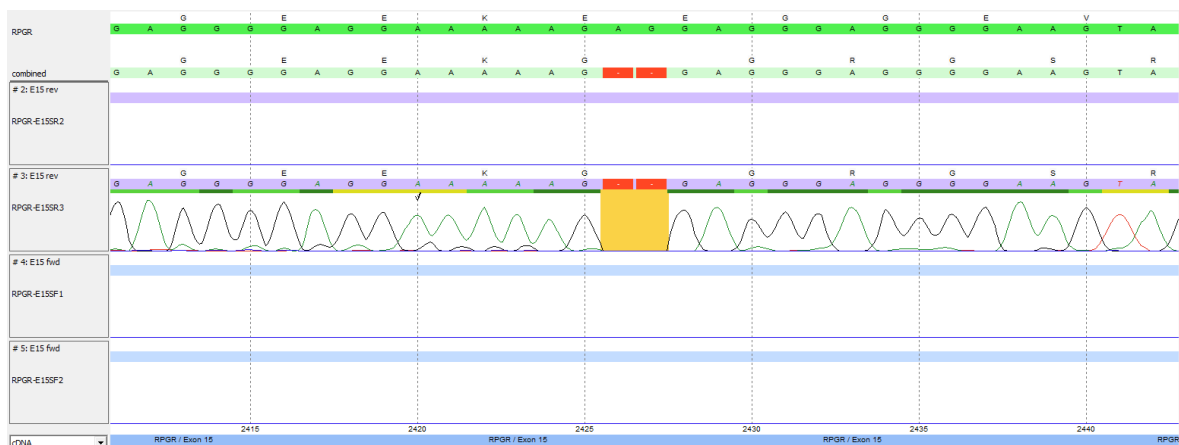 G E E K E E G G E V
RPGR G A G G G G A G G A A A A A G A G G A G G G A G G G G A A G T A
G E E K G G R G S R
combined G A G G G G A G G A A A A A G - - G A G G G A G G G G A A G T A
# 2: E15 rev
RPGR-E15SR2
# 3: E15 rev
G E E K G G R G S R
G A G G G G A G G A A A A A G - - G A G G G A G G G G A A G T A
RPGR-E15SR3
# 4: E15 fwd
RPGR-E15SF1
# 5: E15 fwd
RPGR-E15SF2
2415 2420 2425 2430 2435 2440
cDNA RPGR / Exon 15 RPGR / Exon 15 RPGR / Exon 15 RPGR